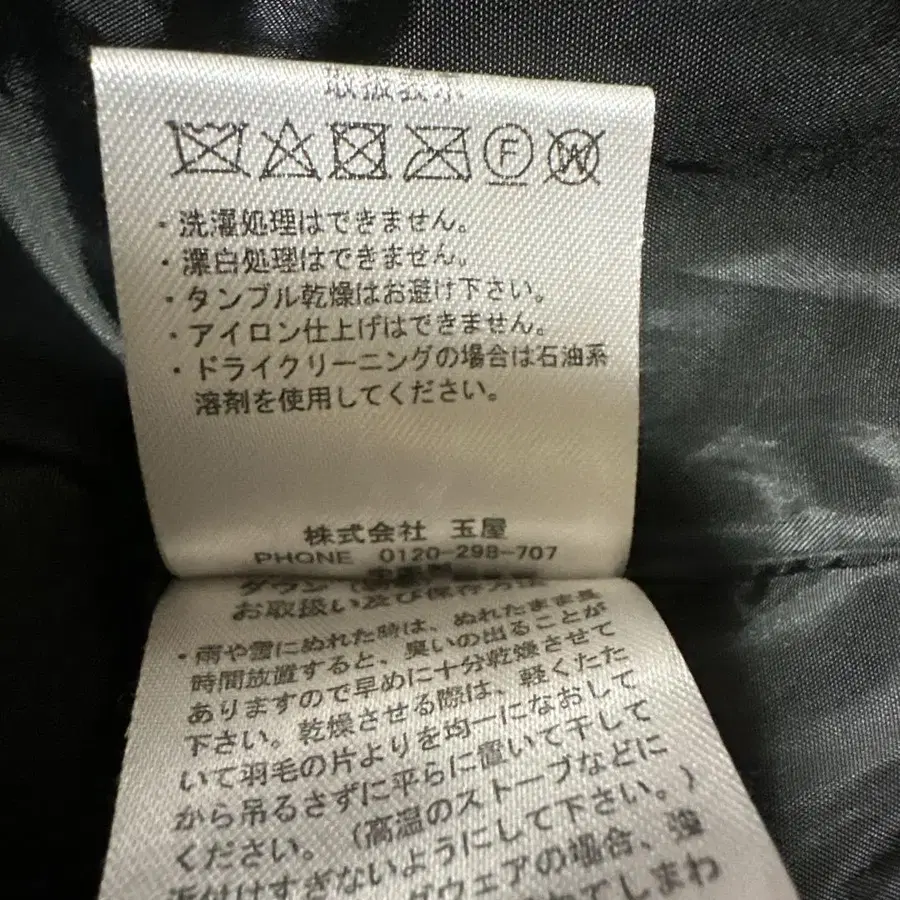 取扱表示
F W
・洗濯処理はできません。
・漂白処理はできません。
・タンブル乾燥はお避け下さい。
・アイロン仕上げはできません。
・ドライクリーニングの場合は石油系
溶剤を使用してください。
株式会社 玉屋
PHONE 0120-298-707
お取扱い及び保存方法
・雨や雪にぬれた時は、ぬれたまま長
時間放置すると、臭いの出ることが
ありますので早めに十分乾燥させて
下さい。乾燥させる際は、軽くたた
いて羽毛の片よりを均一になおして
から吊るさずに平らに置いて干して
ください。(高温のストーブなどに
付けすぎないようにして下さい。)
ウェアの場合、強
てしまわ